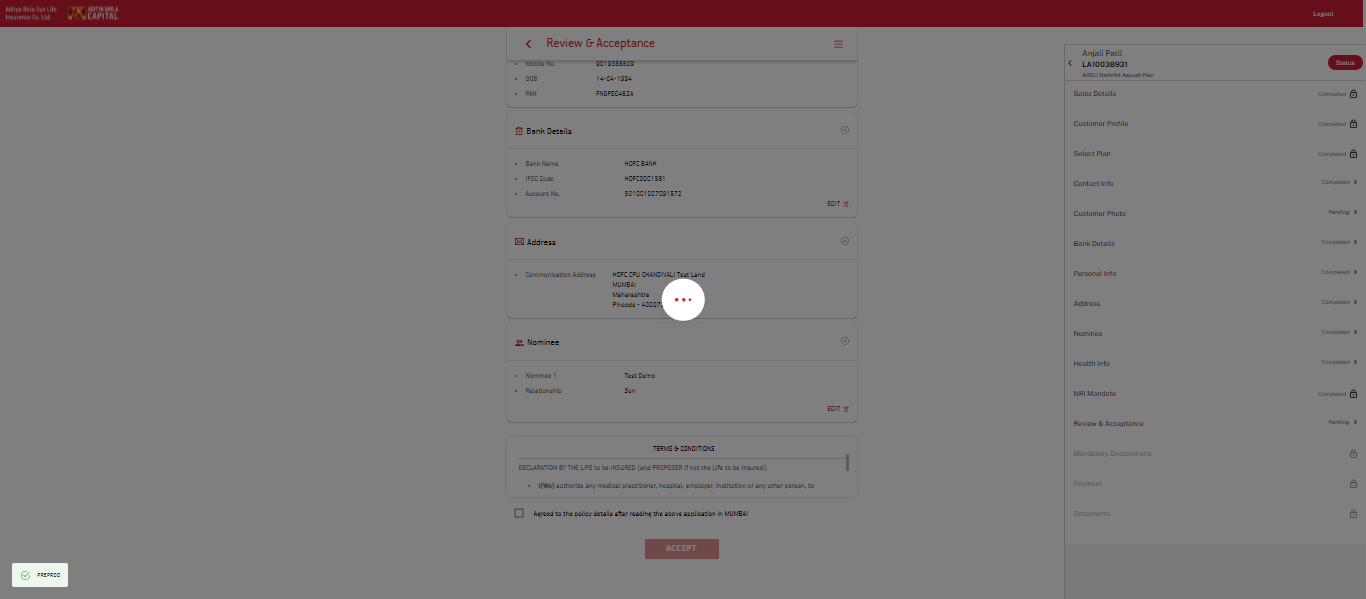 Aditya Birla Sun Life
Insurance Co. Ltd.
ADITYA BIRLA
CAPITAL
Logout
Review & Acceptance
Mobile No. 9019388809
DOB 14-04-1994
PAN FNGPS0482A
Bank Details
Bank Name HDFC BANK
IFSC Code HDFC0001981
Account No. 501001007091572
EDIT
Address
Communication Address HDFC CPU CHANDIVALI Test Land
MUMBAI
Maharashtra
Pincode - 40007
Nominee
Nominee 1 Test Demo
Relationship Son
EDIT
TERMS & CONDITIONS
DECLARATION BY THE LIFE to be INSURED (and PROPOSER if not the Life to be Insured).
I(We) authorize any medical practitioner, hospital, employer, institution or any other person, to
Agreed to the policy details after reading the above application in MUMBAI
ACCEPT
PREPROD
Anjali Patil
LA10038931
Status
ABSLI Nishchit Aayush Plan
Sales Details Completed
Customer Profile Completed
Select Plan Completed
Contact Info Completed
Customer Photo Pending
Bank Details Completed
Personal Info Completed
Address Completed
Nominee Completed
Health Info Completed
NRI Mandate Completed
Review & Acceptance Pending
Mandatory Declarations
Payment
Documents